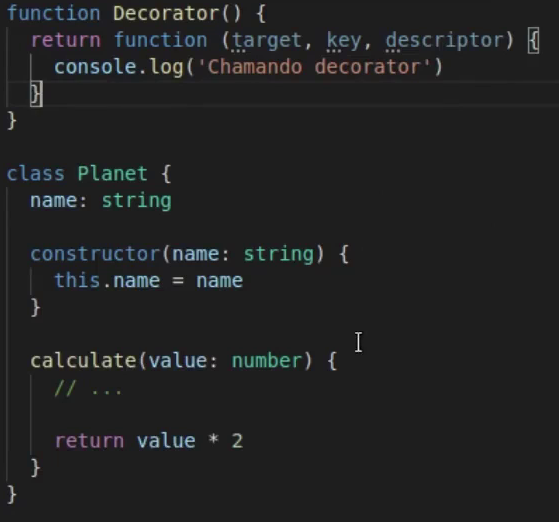 function Decorator() {
return function (target, key, descriptor) {
console.log('Chamando decorator')
}
}
class Planet {
name: string
constructor(name: string) {
this.name = name
}
calculate(value: number) {
// ...
return value * 2
}
}